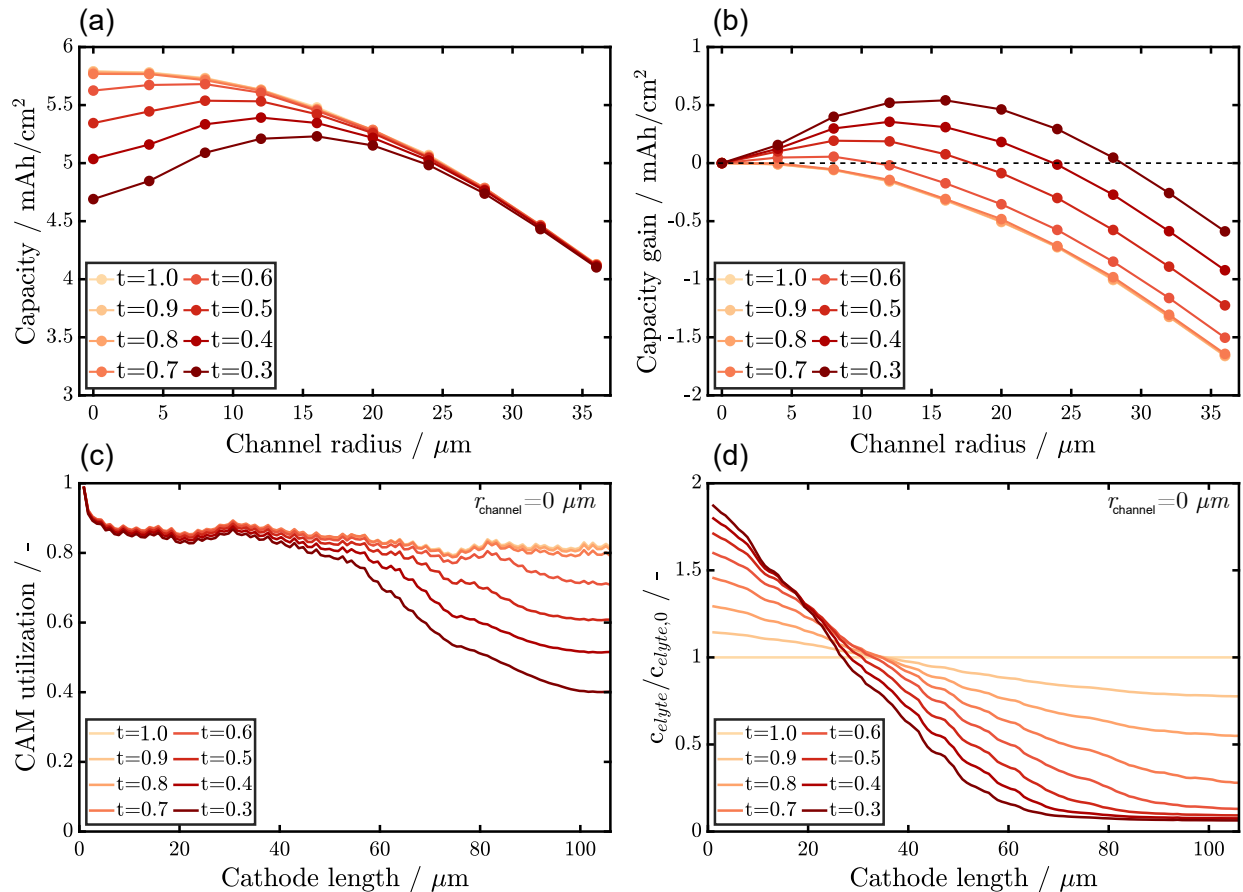 (a)
Capacity / mAh/cm²
6
5.5
5
4.5
4
3.5
3
t=1.0 t=0.6
t=0.9 t=0.5
t=0.8 t=0.4
t=0.7 t=0.3
0 5 10 15 20 25 30 35
Channel radius / μm
(b)
Capacity gain / mAh/cm²
1
0.5
0
-0.5
-1
-1.5
-2
t=1.0 t=0.6
t=0.9 t=0.5
t=0.8 t=0.4
t=0.7 t=0.3
0 5 10 15 20 25 30 35
Channel radius / μm
(c)
CAM utilization / -
r_channel=0 μm
1
0.8
0.6
0.4
0.2
0
t=1.0 t=0.6
t=0.9 t=0.5
t=0.8 t=0.4
t=0.7 t=0.3
0 20 40 60 80 100
Cathode length / μm
(d)
c_elyte/c_elyte,0 / -
r_channel=0 μm
2
1.5
1
0.5
0
t=1.0 t=0.6
t=0.9 t=0.5
t=0.8 t=0.4
t=0.7 t=0.3
0 20 40 60 80 100
Cathode length / μm